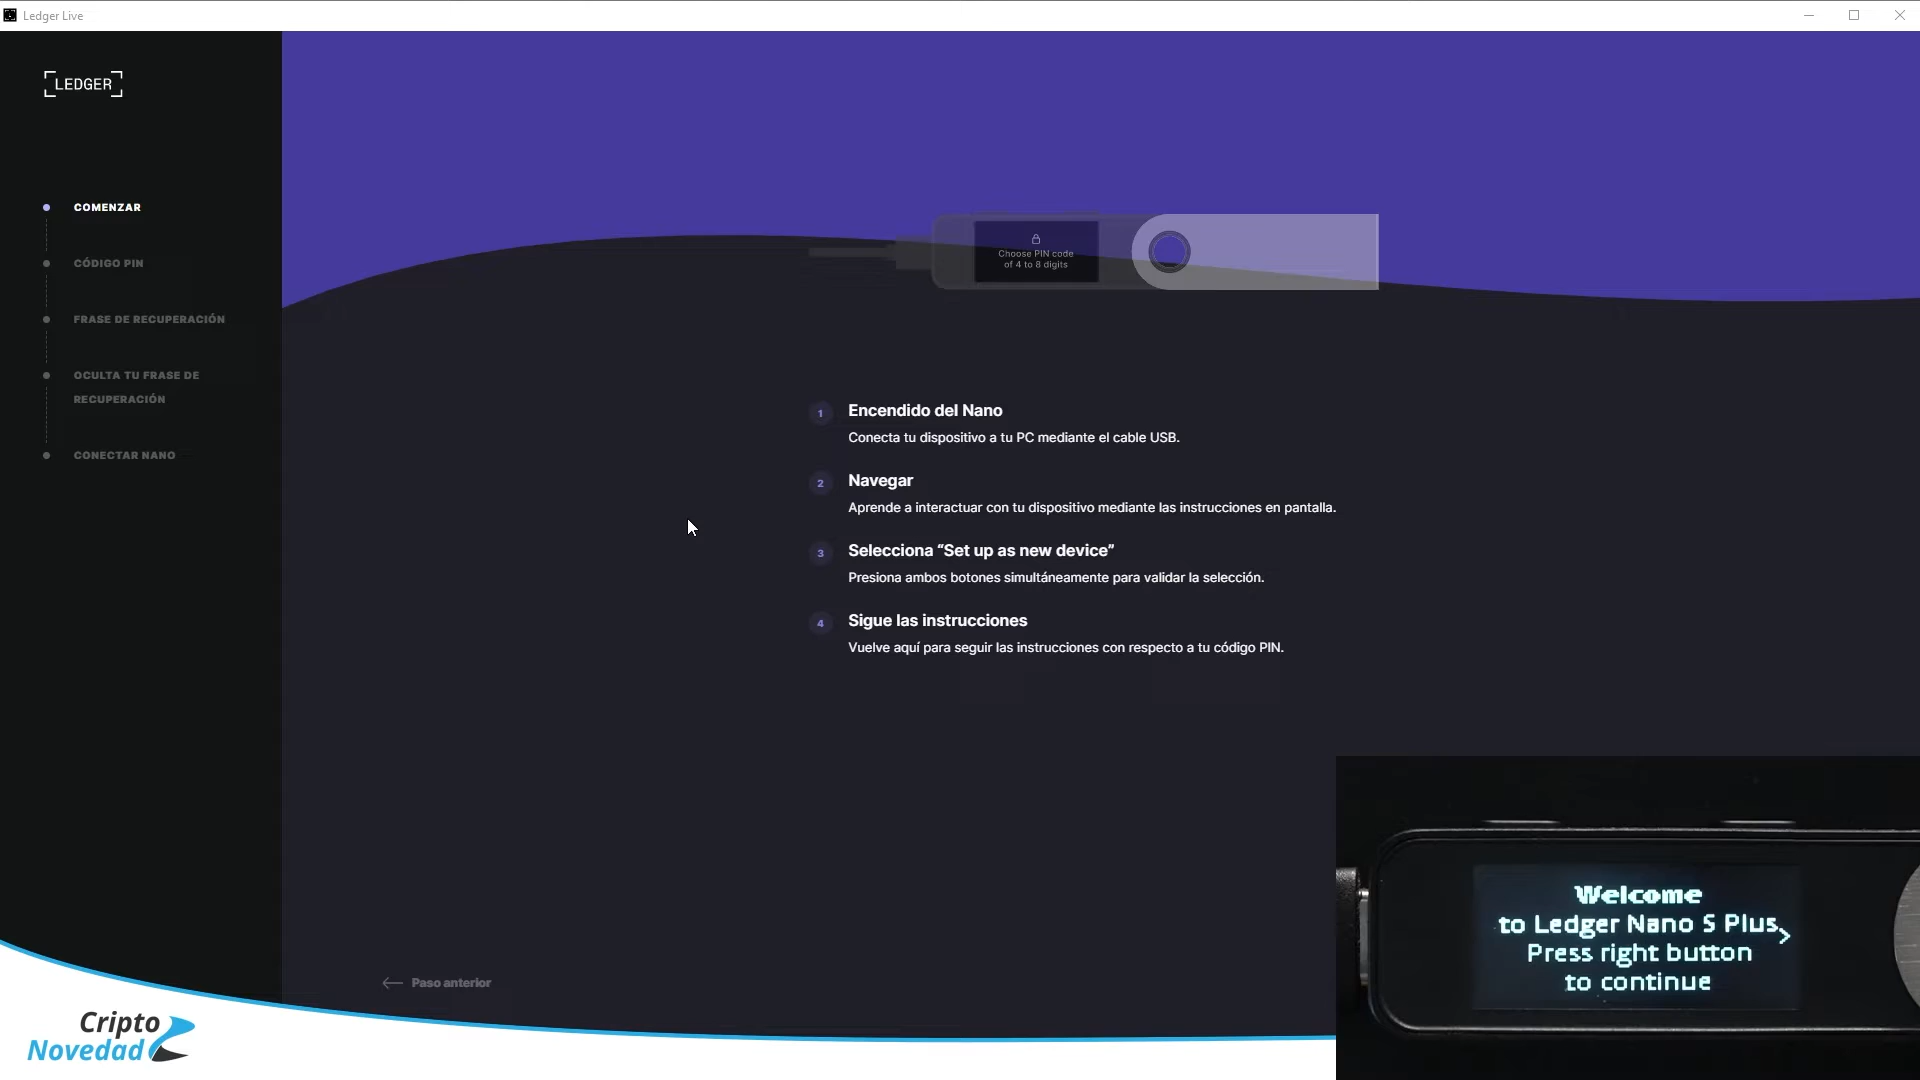 Ledger Live
LEDGER
COMENZAR
CÓDIGO PIN
FRASE DE RECUPERACIÓN
OCULTA TU FRASE DE
RECUPERACIÓN
CONECTAR NANO
Choose PIN code
of 4 to 8 digits
1
Encendido del Nano
Conecta tu dispositivo a tu PC mediante el cable USB.
2
Navegar
Aprende a interactuar con tu dispositivo mediante las instrucciones en pantalla.
3
Selecciona “Set up as new device”
Presiona ambos botones simultáneamente para validar la selección.
4
Sigue las instrucciones
Vuelve aquí para seguir las instrucciones con respecto a tu código PIN.
Paso anterior
Cripto
Novedad
Welcome
to Ledger Nano S Plus
Press right button
to continue